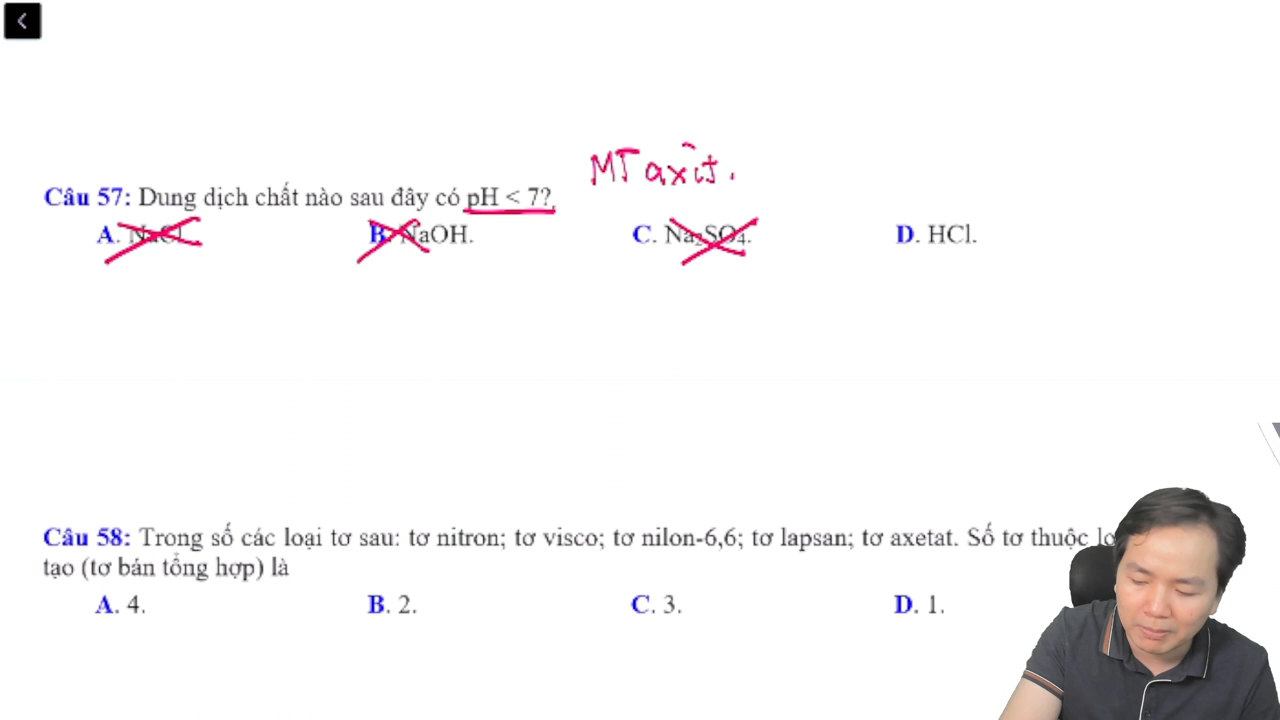 MT axit.
Câu 57: Dung dịch chất nào sau đây có pH < 7?
A. NaCl. B. NaOH. C. Na₂SO₄. D. HCl.
Câu 58: Trong số các loại tơ sau: tơ nitron; tơ visco; tơ nilon-6,6; tơ lapsan; tơ axetat. Số tơ thuộc
tạo (tơ bán tổng hợp) là
A. 4. B. 2. C. 3. D. 1.